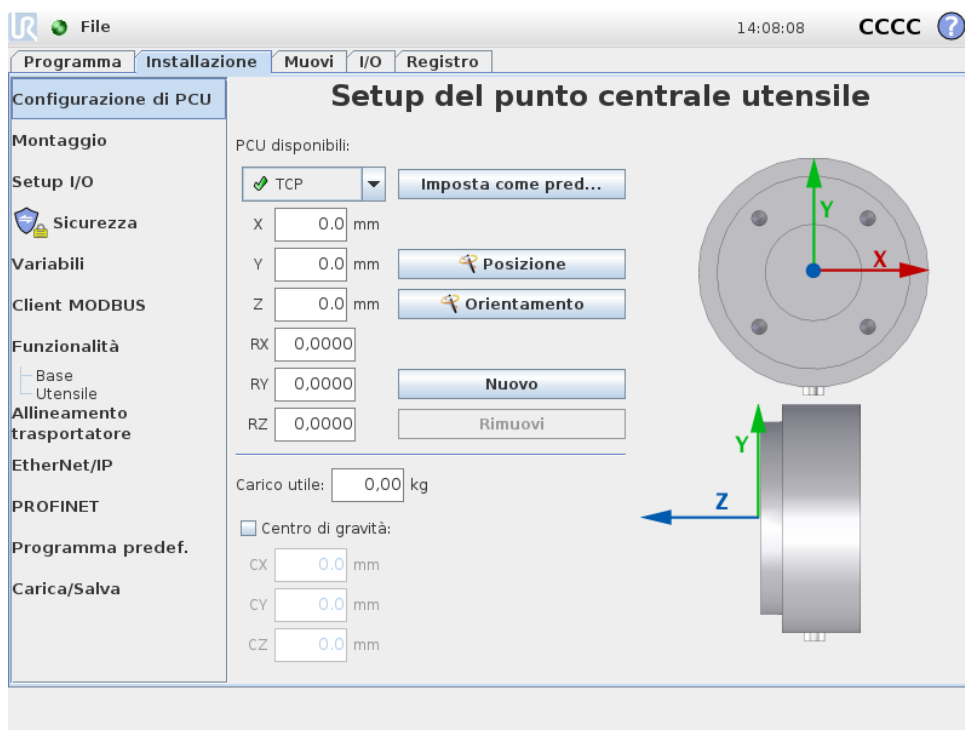 UR File 14:08:08 CCCC ?
Programma Installazione Muovi I/O Registro
Configurazione di PCU
Montaggio
Setup I/O
Sicurezza
Variabili
Client MODBUS
Funzionalità
Base
Utensile
Allineamento
trasportatore
EtherNet/IP
PROFINET
Programma predef.
Carica/Salva
Setup del punto centrale utensile
PCU disponibili:
TCP Imposta come pred...
X 0.0 mm
Y 0.0 mm Posizione
Z 0.0 mm Orientamento
RX 0,0000
RY 0,0000 Nuovo
RZ 0,0000 Rimuovi
Carico utile: 0,00 kg
Centro di gravità:
CX 0.0 mm
CY 0.0 mm
CZ 0.0 mm
Y
X
Y
Z